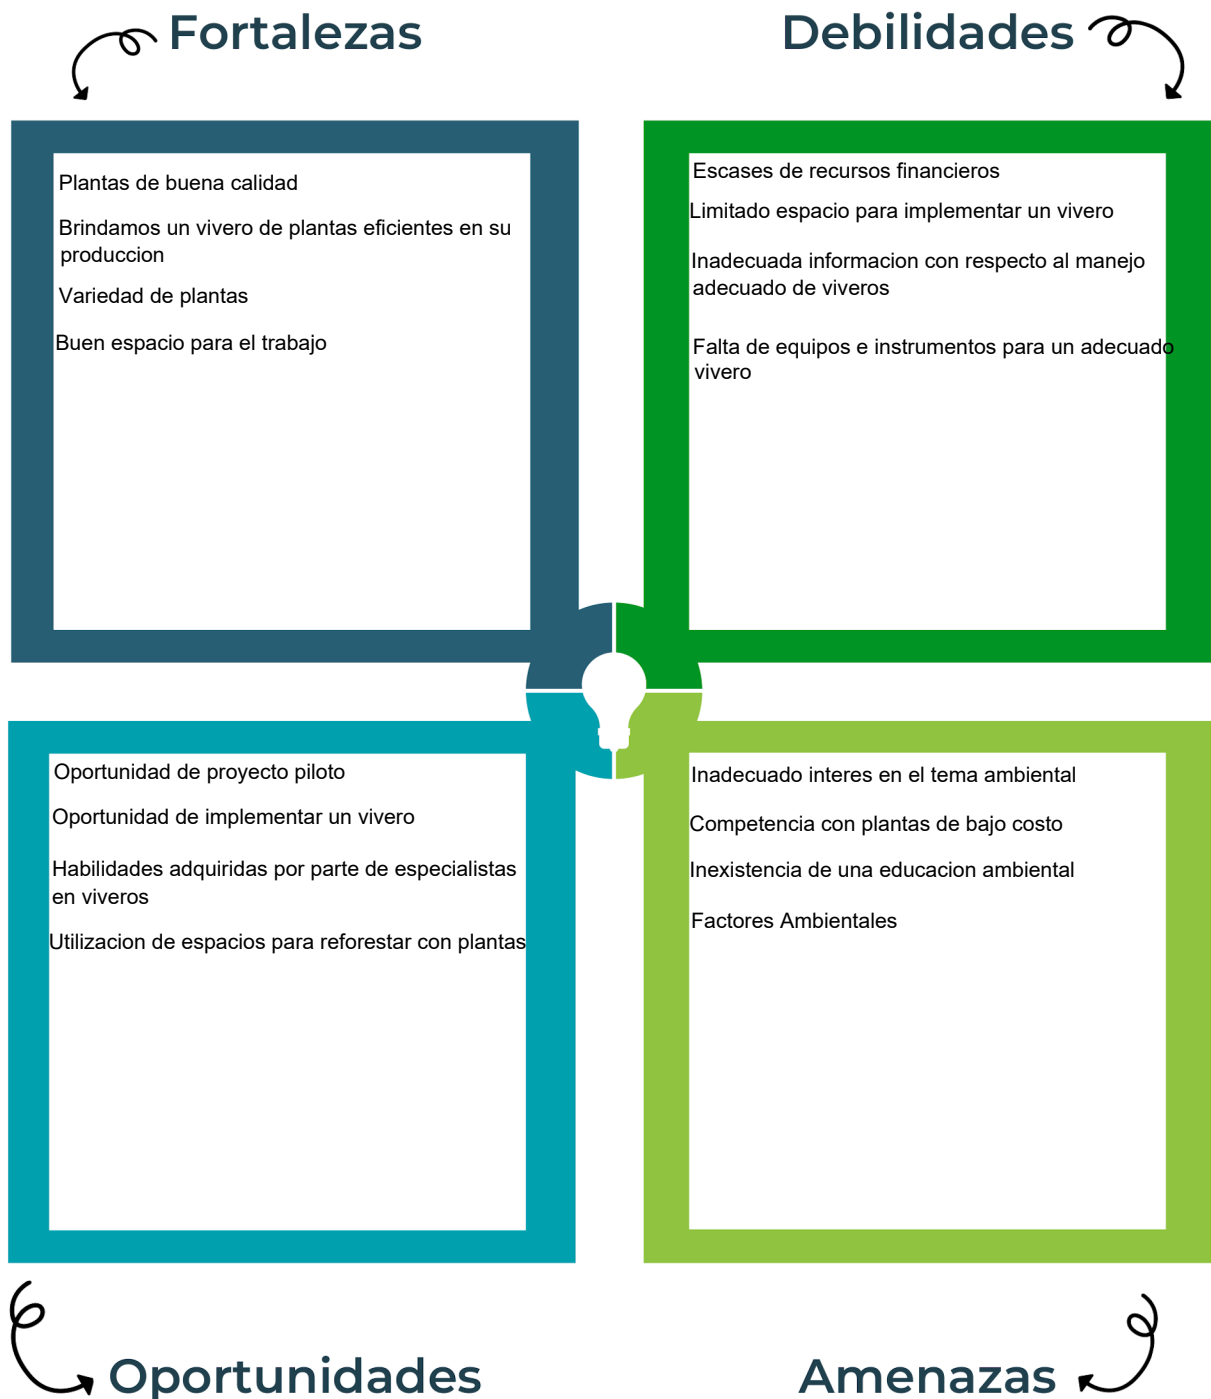 Fortalezas
Plantas de buena calidad
Brindamos un vivero de plantas eficientes en su
produccion
Variedad de plantas
Buen espacio para el trabajo
Debilidades
Escases de recursos financieros
Limitado espacio para implementar un vivero
Inadecuada informacion con respecto al manejo
adecuado de viveros
Falta de equipos e instrumentos para un adecuado
vivero
Oportunidad de proyecto piloto
Oportunidad de implementar un vivero
Habilidades adquiridas por parte de especialistas
en viveros
Utilizacion de espacios para reforestar con plantas
Oportunidades
Inadecuado interes en el tema ambiental
Competencia con plantas de bajo costo
Inexistencia de una educacion ambiental
Factores Ambientales
Amenazas